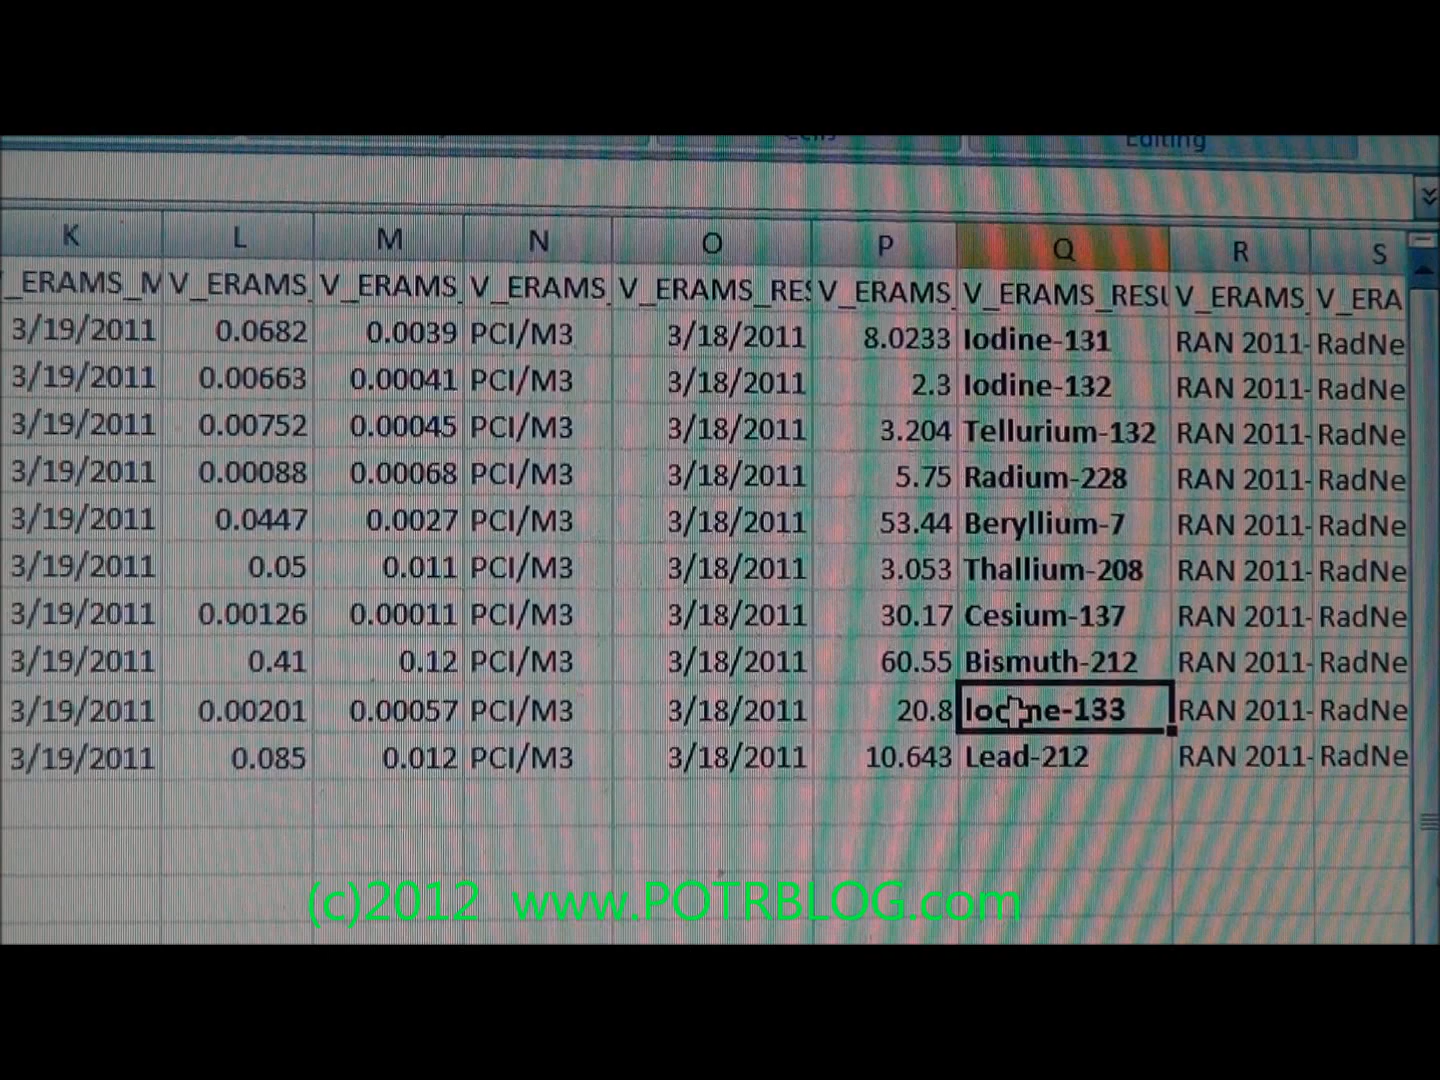 Editing
K L M N O P Q R S
_ERAMS_M V_ERAMS_ V_ERAMS_ V_ERAMS_ V_ERAMS_RES V_ERAMS_ V_ERAMS_RESU V_ERAMS_ V_ERA
3/19/2011 0.0682 0.0039 PCI/M3 3/18/2011 8.0233 Iodine-131 RAN 2011- RadNe
3/19/2011 0.00663 0.00041 PCI/M3 3/18/2011 2.3 Iodine-132 RAN 2011- RadNe
3/19/2011 0.00752 0.00045 PCI/M3 3/18/2011 3.204 Tellurium-132 RAN 2011- RadNe
3/19/2011 0.00088 0.00068 PCI/M3 3/18/2011 5.75 Radium-228 RAN 2011- RadNe
3/19/2011 0.0447 0.0027 PCI/M3 3/18/2011 53.44 Beryllium-7 RAN 2011- RadNe
3/19/2011 0.05 0.011 PCI/M3 3/18/2011 3.053 Thallium-208 RAN 2011- RadNe
3/19/2011 0.00126 0.00011 PCI/M3 3/18/2011 30.17 Cesium-137 RAN 2011- RadNe
3/19/2011 0.41 0.12 PCI/M3 3/18/2011 60.55 Bismuth-212 RAN 2011- RadNe
3/19/2011 0.00201 0.00057 PCI/M3 3/18/2011 20.8 Iodine-133 RAN 2011- RadNe
3/19/2011 0.085 0.012 PCI/M3 3/18/2011 10.643 Lead-212 RAN 2011- RadNe
(c)2012 www.POTRBLOG.com